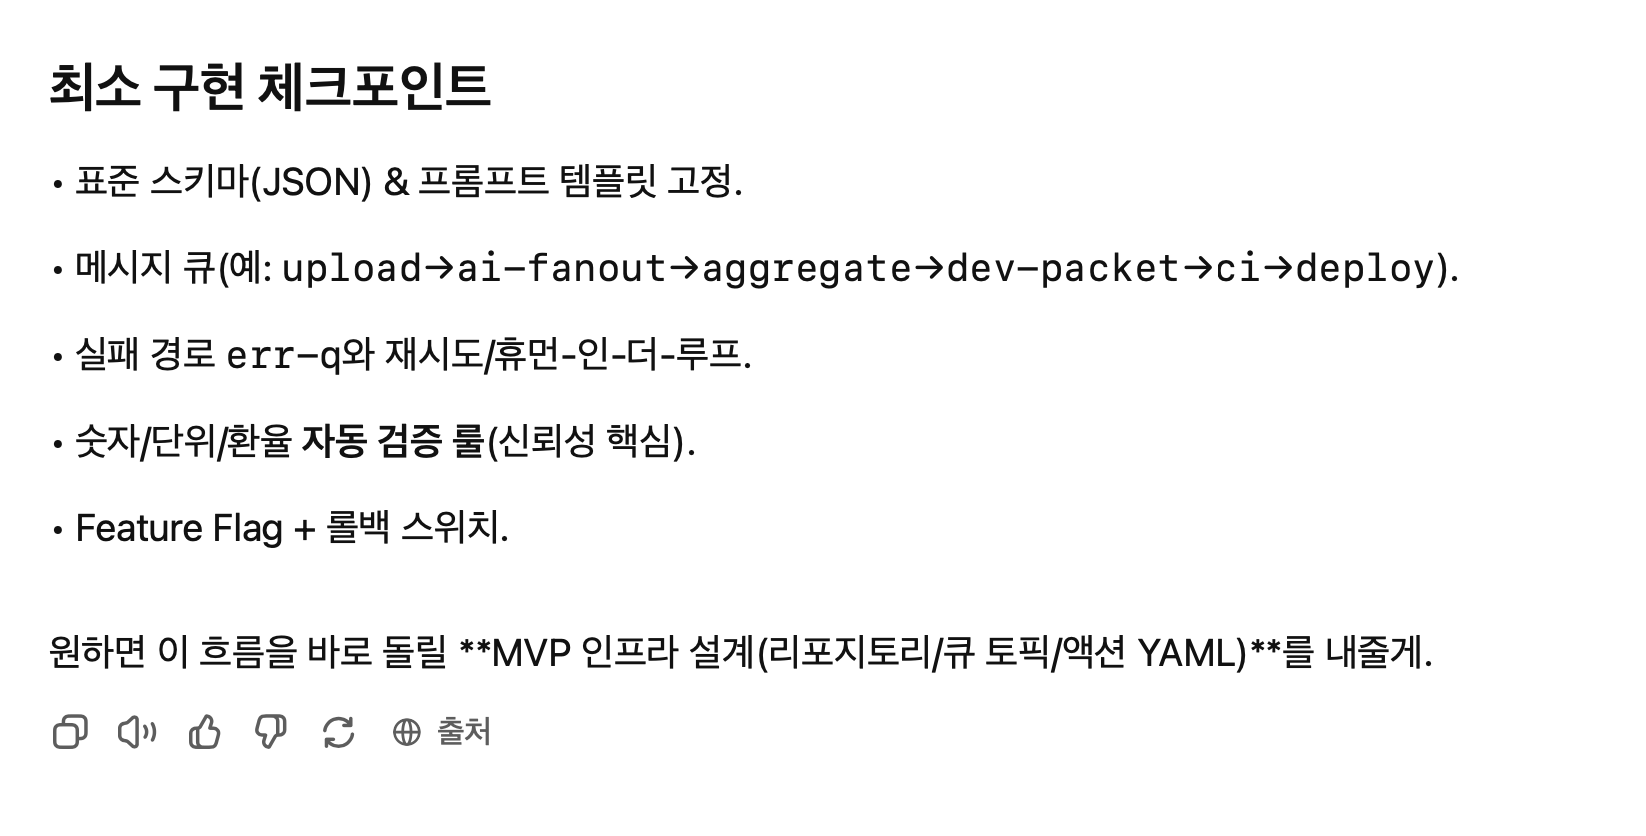 최소 구현 체크포인트
• 표준 스키마(JSON) & 프롬프트 템플릿 고정.
• 메시지 큐(예: upload→ai-fanout→aggregate→dev-packet→ci→deploy).
• 실패 경로 err-q와 재시도/휴먼-인-더-루프.
• 숫자/단위/환율 자동 검증 룰(신뢰성 핵심).
• Feature Flag + 롤백 스위치.
원하면 이 흐름을 바로 돌릴 **MVP 인프라 설계(리포지토리/큐 토픽/액션 YAML)**를 내줄게.
출처